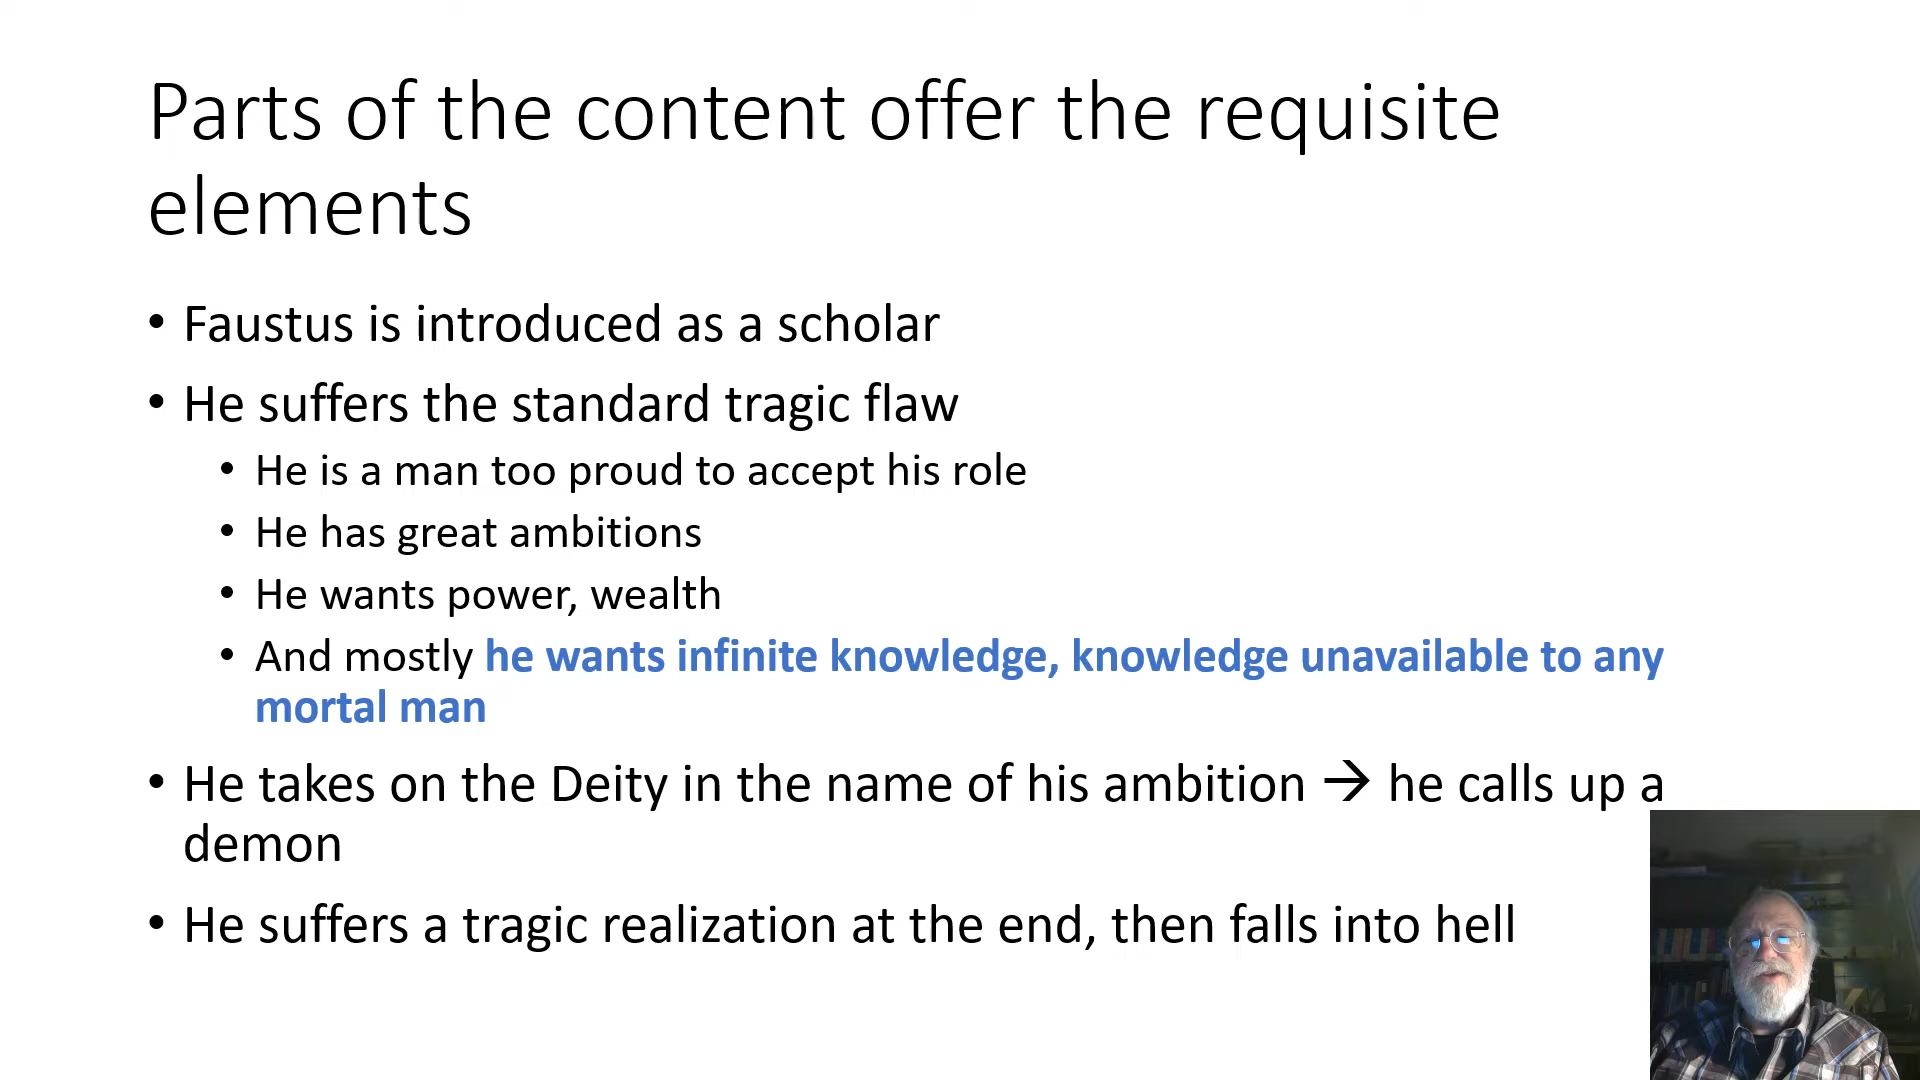 Parts of the content offer the requisite
elements
• Faustus is introduced as a scholar
• He suffers the standard tragic flaw
• He is a man too proud to accept his role
• He has great ambitions
• He wants power, wealth
• And mostly he wants infinite knowledge, knowledge unavailable to any
mortal man
• He takes on the Deity in the name of his ambition → he calls up a
demon
• He suffers a tragic realization at the end, then falls into hell